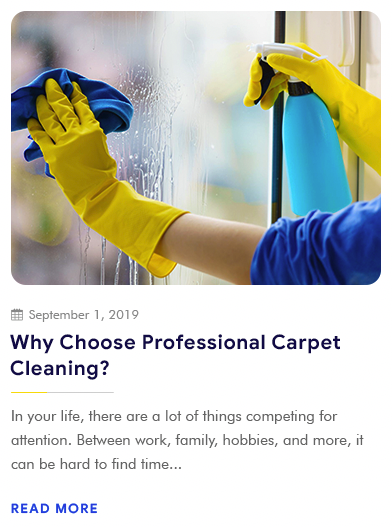 September 1, 2019
Why Choose Professional Carpet
Cleaning?
In your life, there are a lot of things competing for
attention. Between work, family, hobbies, and more, it
can be hard to find time...
READ MORE